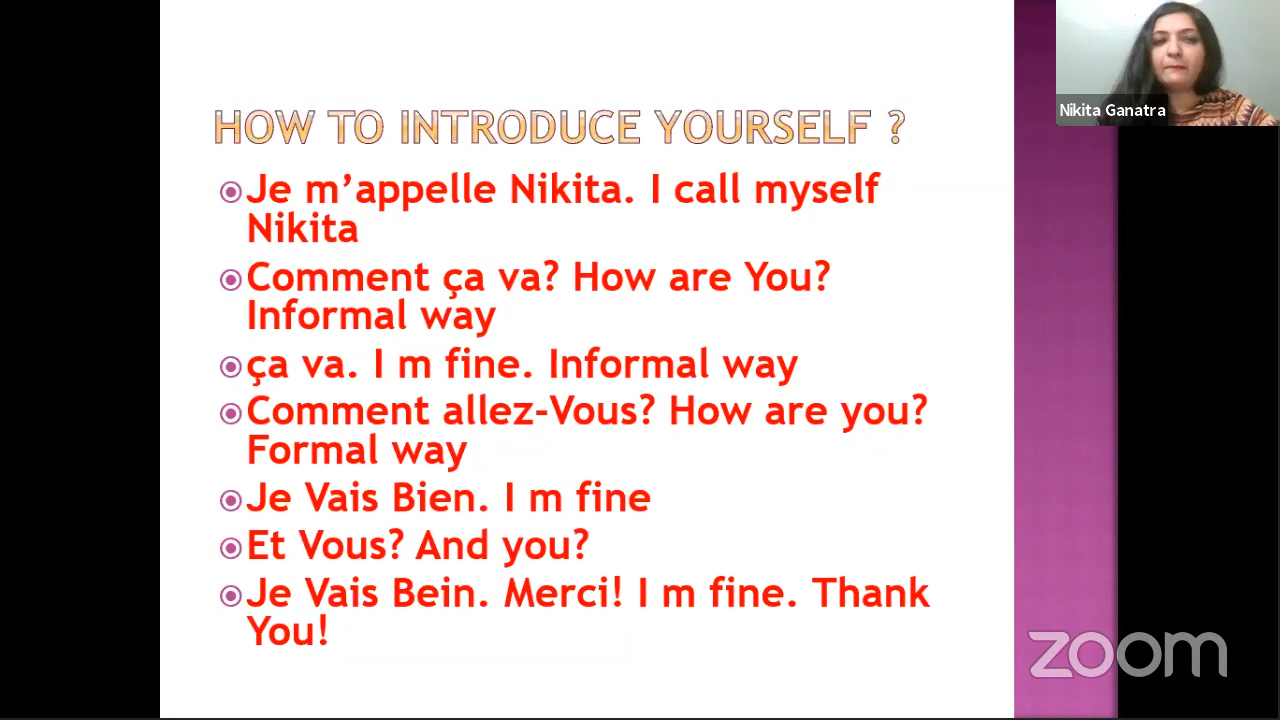 Nikita Ganatra
HOW TO INTRODUCE YOURSELF ?
Je m’appelle Nikita. I call myself
Nikita
Comment ça va? How are You?
Informal way
ça va. I m fine. Informal way
Comment allez-Vous? How are you?
Formal way
Je Vais Bien. I m fine
Et Vous? And you?
Je Vais Bein. Merci! I m fine. Thank
You!
zoom